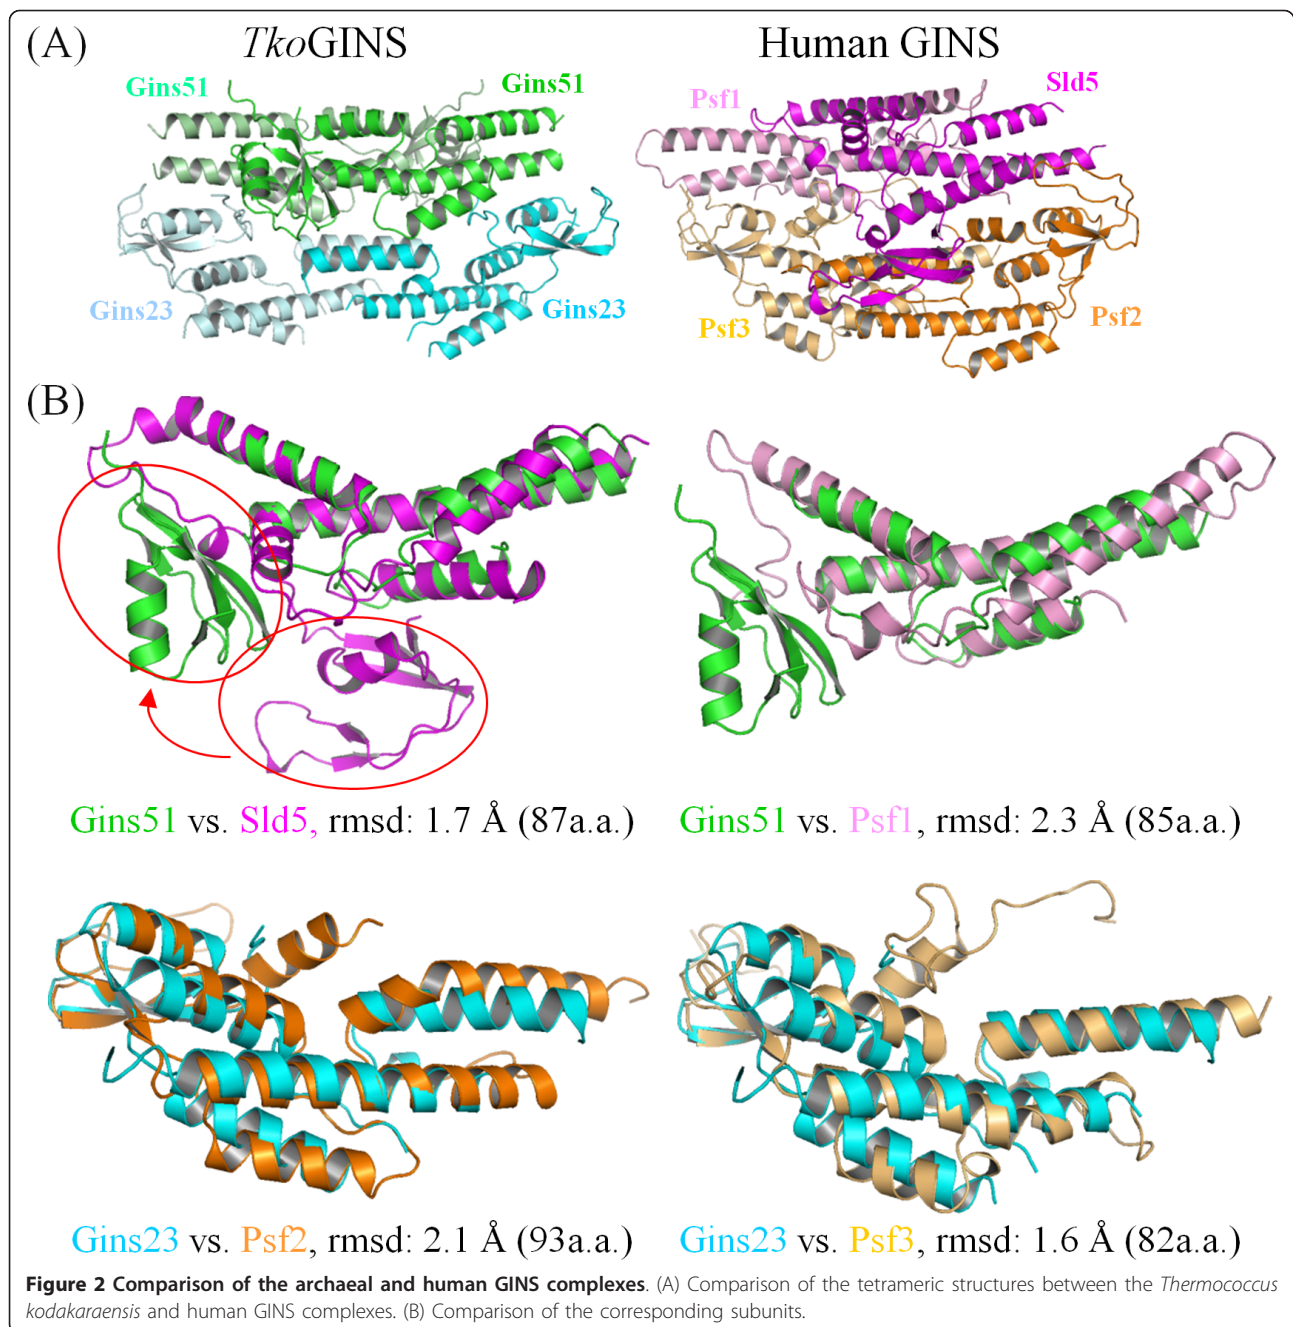 (A)
TkoGINS
Human GINS
Gins51
Gins51
Gins23
Gins23
Psf1
Sld5
Psf3
Psf2
(B)
Gins51 vs. Sld5, rmsd: 1.7 Å (87a.a.)
Gins51 vs. Psf1, rmsd: 2.3 Å (85a.a.)
Gins23 vs. Psf2, rmsd: 2.1 Å (93a.a.)
Gins23 vs. Psf3, rmsd: 1.6 Å (82a.a.)
Figure 2 Comparison of the archaeal and human GINS complexes. (A) Comparison of the tetrameric structures between the Thermococcus
kodakaraensis and human GINS complexes. (B) Comparison of the corresponding subunits.